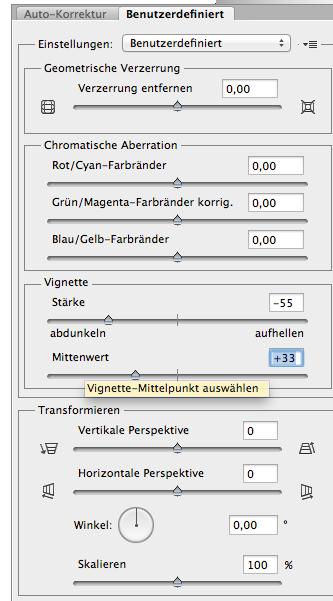 Auto-Korrektur Benutzerdefiniert
Einstellungen: Benutzerdefiniert
Geometrische Verzerrung
Verzerrung entfernen 0,00
Chromatische Aberration
Rot/Cyan-Farbränder 0,00
Grün/Magenta-Farbränder korrig. 0,00
Blau/Gelb-Farbränder 0,00
Vignette
Stärke -55
abdunkeln aufhellen
Mittenwert +33
Vignette-Mittelpunkt auswählen
Transformieren
Vertikale Perspektive 0
Horizontale Perspektive 0
Winkel: 0,00 °
Skalieren 100 %